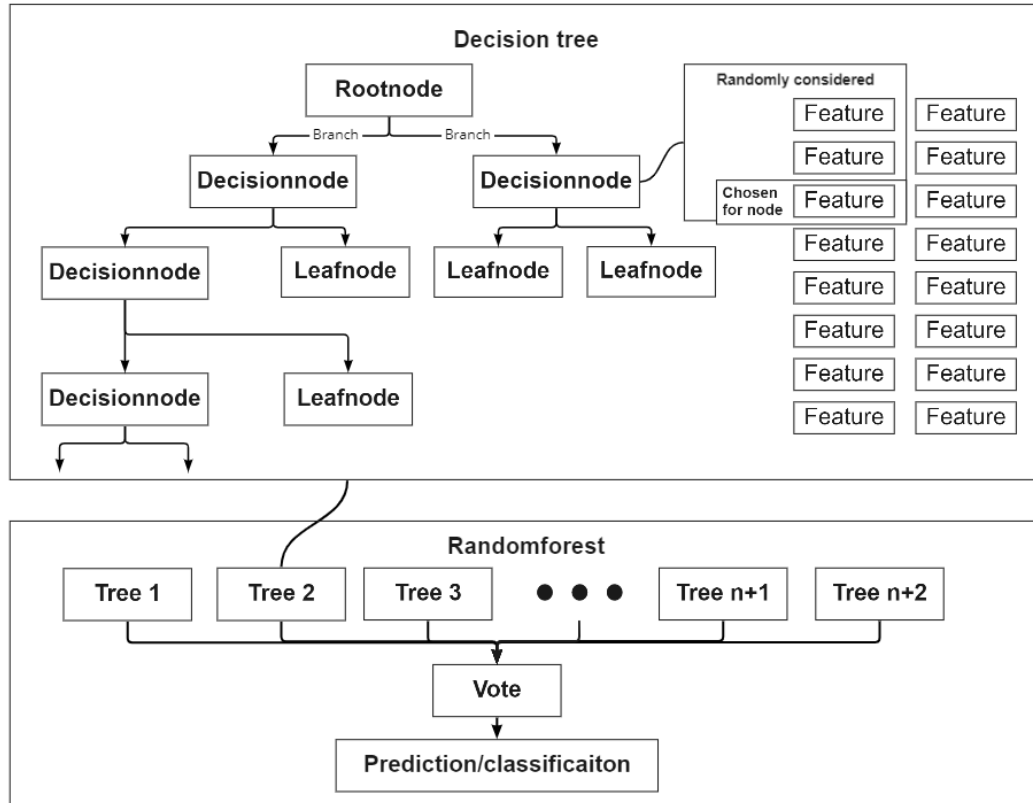 Decision tree
Rootnode
Randomly considered
Branch
Branch
Feature
Feature
Decisionnode
Decisionnode
Feature
Feature
Chosen
for node
Feature
Feature
Decisionnode
Leafnode
Leafnode
Leafnode
Feature
Feature
Feature
Feature
Feature
Feature
Decisionnode
Leafnode
Feature
Feature
Feature
Feature
Randomforest
Tree 1
Tree 2
Tree 3
Tree n+1
Tree n+2
Vote
Prediction/classificaiton